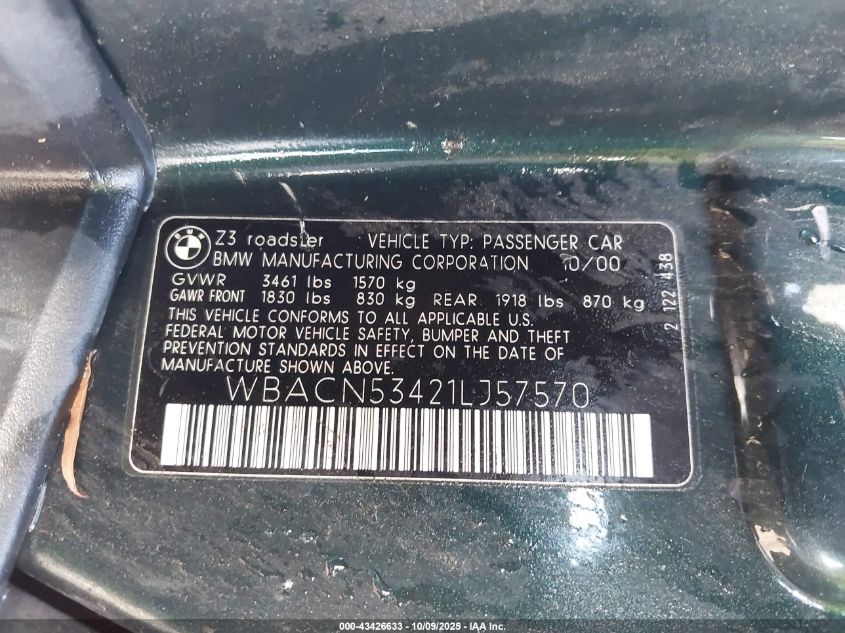 BMW
Z3 roadster VEHICLE TYP: PASSENGER CAR
BMW MANUFACTURING CORPORATION 10/00
GVWR 3461 lbs 1570 kg
GAWR FRONT 1830 lbs 830 kg REAR 1918 lbs 870 kg
THIS VEHICLE CONFORMS TO ALL APPLICABLE U.S.
FEDERAL MOTOR VEHICLE SAFETY, BUMPER AND THEFT
PREVENTION STANDARDS IN EFFECT ON THE DATE OF
MANUFACTURE SHOWN ABOVE.
WBACN53421LJ57570
2 122 438
000-43426633 - 10/09/2025 - IAA Inc.